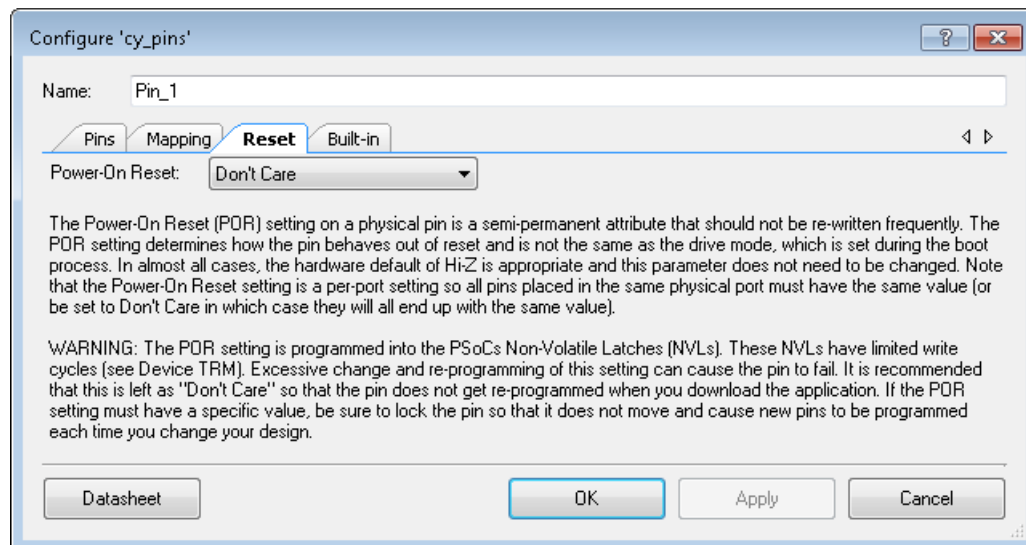 Configure 'cy_pins'
Name: Pin_1
Pins Mapping Reset Built-in
Power-On Reset: Don't Care
The Power-On Reset (POR) setting on a physical pin is a semi-permanent attribute that should not be re-written frequently. The
POR setting determines how the pin behaves out of reset and is not the same as the drive mode, which is set during the boot
process. In almost all cases, the hardware default of Hi-Z is appropriate and this parameter does not need to be changed. Note
that the Power-On Reset setting is a per-port setting so all pins placed in the same physical port must have the same value (or
be set to Don't Care in which case they will all end up with the same value).
WARNING: The POR setting is programmed into the PSoCs Non-Volatile Latches (NVLs). These NVLs have limited write
cycles (see Device TRM). Excessive change and re-programming of this setting can cause the pin to fail. It is recommended
that this is left as "Don't Care" so that the pin does not get re-programmed when you download the application. If the POR
setting must have a specific value, be sure to lock the pin so that it does not move and cause new pins to be programmed
each time you change your design.
Datasheet OK Apply Cancel